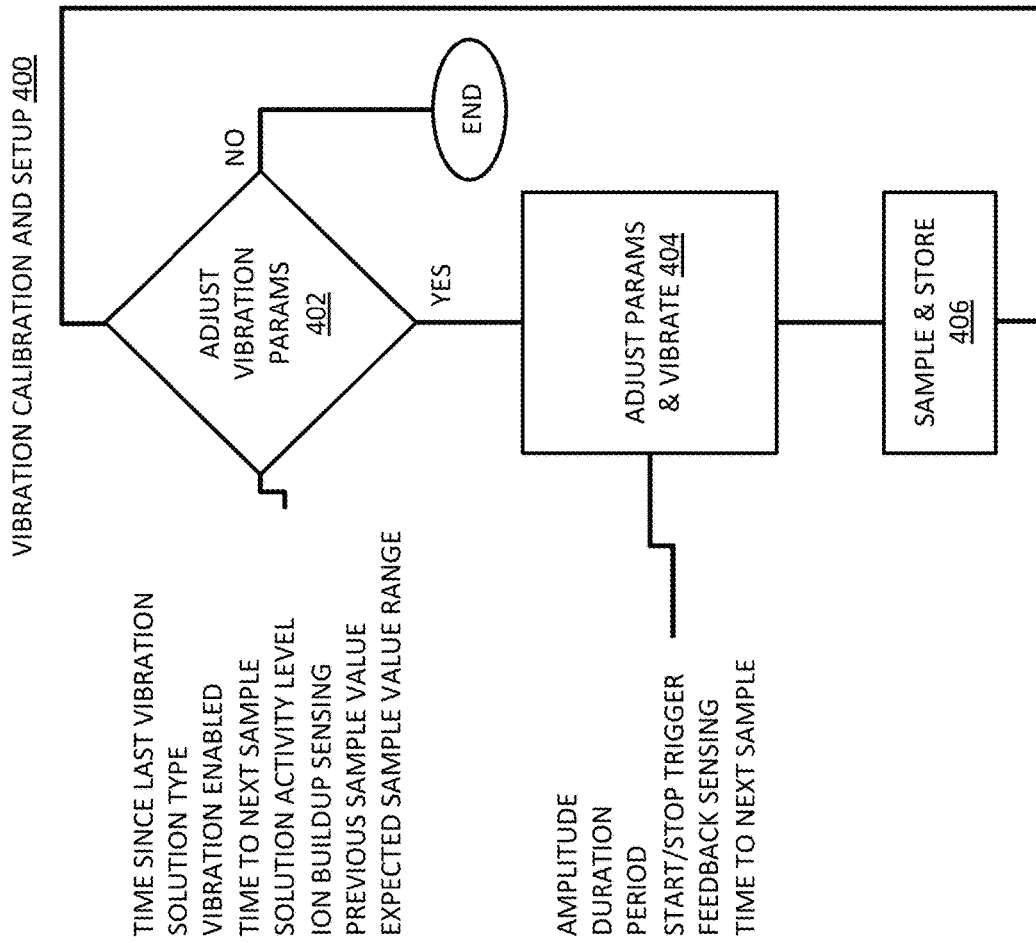 VIBRATION CALIBRATION AND SETUP 400
TIME SINCE LAST VIBRATION
SOLUTION TYPE
VIBRATION ENABLED
TIME TO NEXT SAMPLE
SOLUTION ACTIVITY LEVEL
ION BUILDUP SENSING
PREVIOUS SAMPLE VALUE
EXPECTED SAMPLE VALUE RANGE
ADJUST
VIBRATION
PARAMS
402
NO
END
YES
AMPLITUDE
DURATION
PERIOD
START/STOP TRIGGER
FEEDBACK SENSING
TIME TO NEXT SAMPLE
ADJUST PARAMS
& VIBRATE 404
SAMPLE & STORE
406